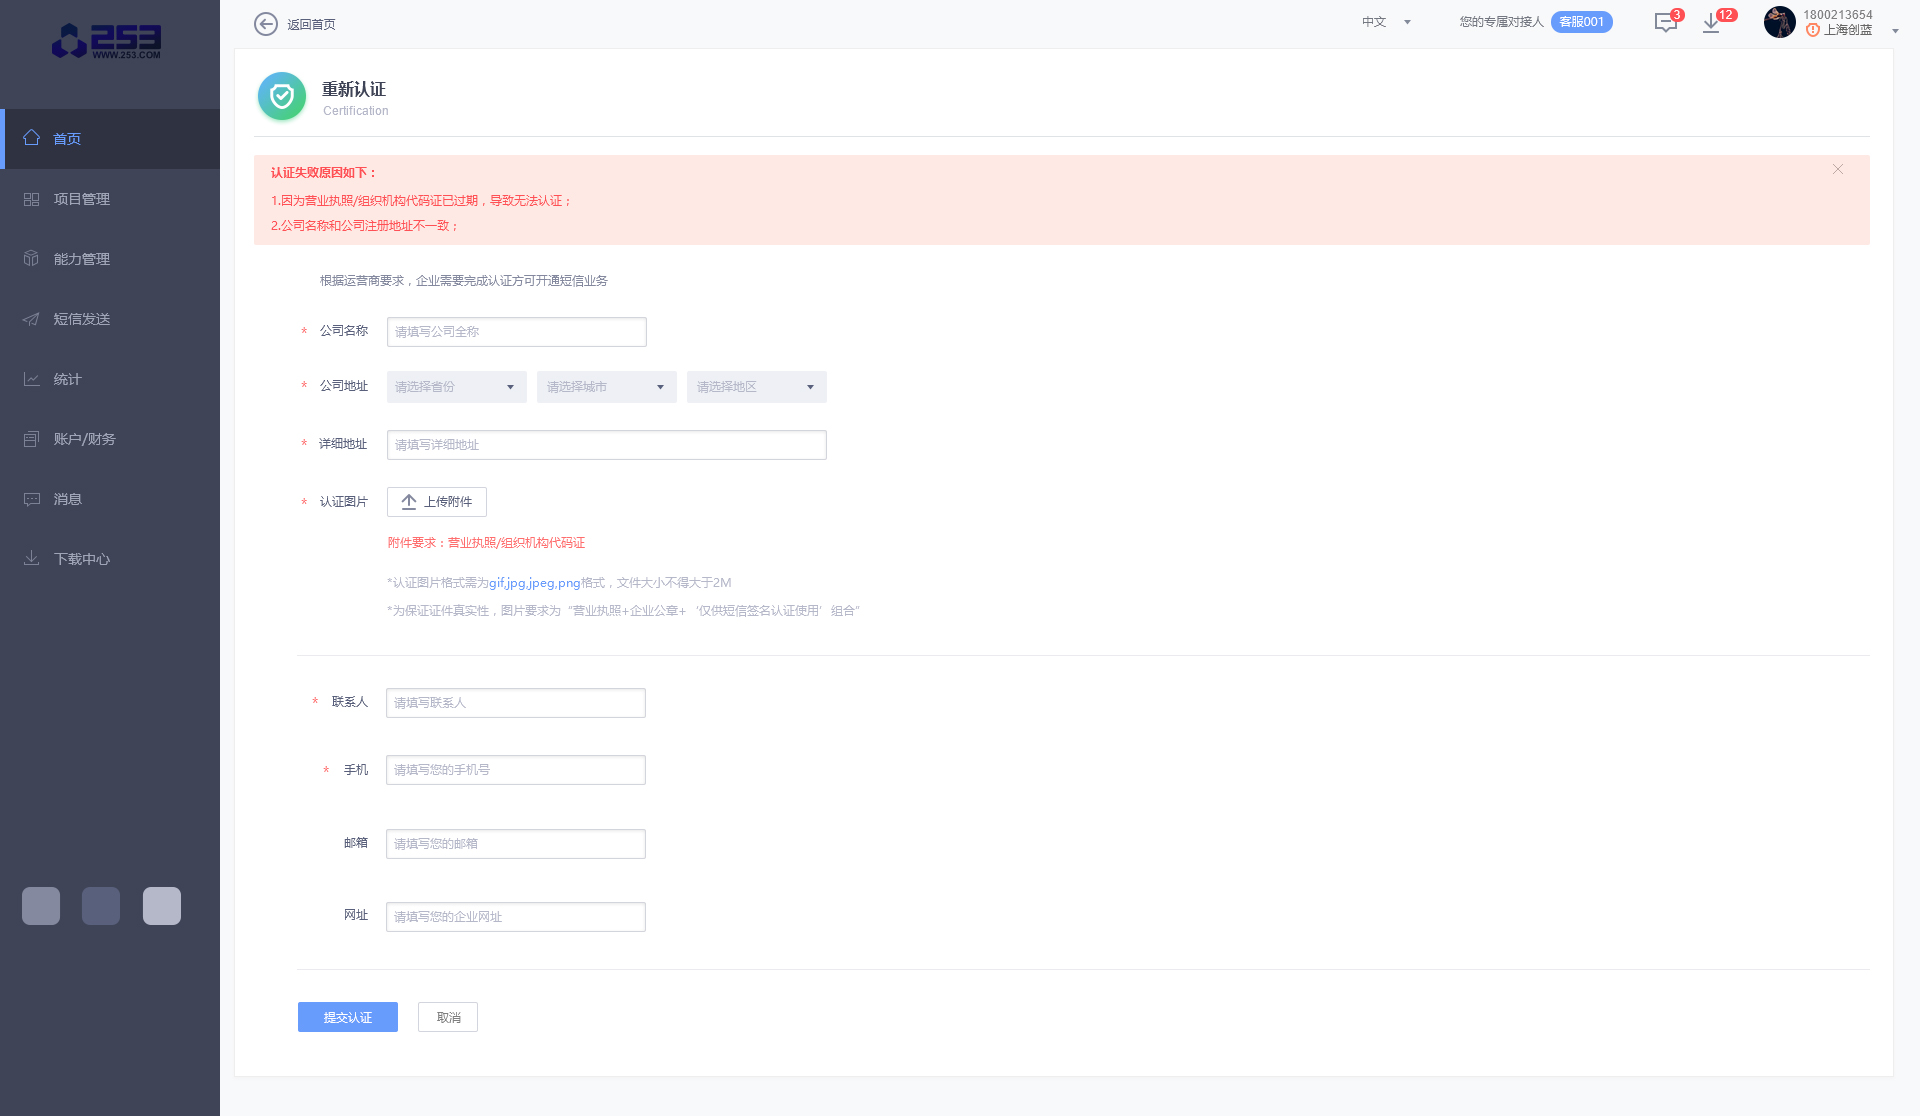 253
WWW.253.COM
返回首页
中文
您的专属对接人
客服001
3
12
1800213654
上海创蓝
首页
项目管理
能力管理
短信发送
统计
账户/财务
消息
下载中心
重新认证
Certification
认证失败原因如下：
1.因为营业执照/组织机构代码证已过期，导致无法认证；
2.公司名称和公司注册地址不一致；
根据运营商要求，企业需要完成认证方可开通短信业务
* 公司名称 请填写公司全称
* 公司地址 请选择省份 请选择城市 请选择地区
* 详细地址 请填写详细地址
* 认证图片 上传附件
附件要求：营业执照/组织机构代码证
*认证图片格式需为gif,jpg,jpeg,png格式，文件大小不得大于2M
*为保证证件真实性，图片要求为“营业执照+企业公章+‘仅供短信签名认证使用’组合”
* 联系人 请填写联系人
* 手机 请填写您的手机号
邮箱 请填写您的邮箱
网址 请填写您的企业网址
提交认证 取消